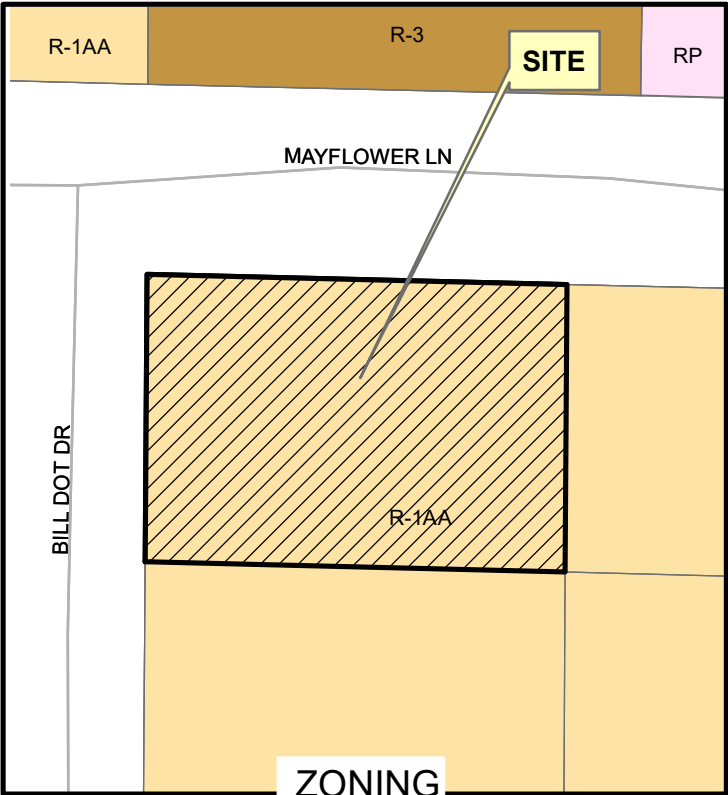 R-1AA
R-3
SITE
RP
MAYFLOWER LN
BILL DOT DR
R-1AA
ZONING